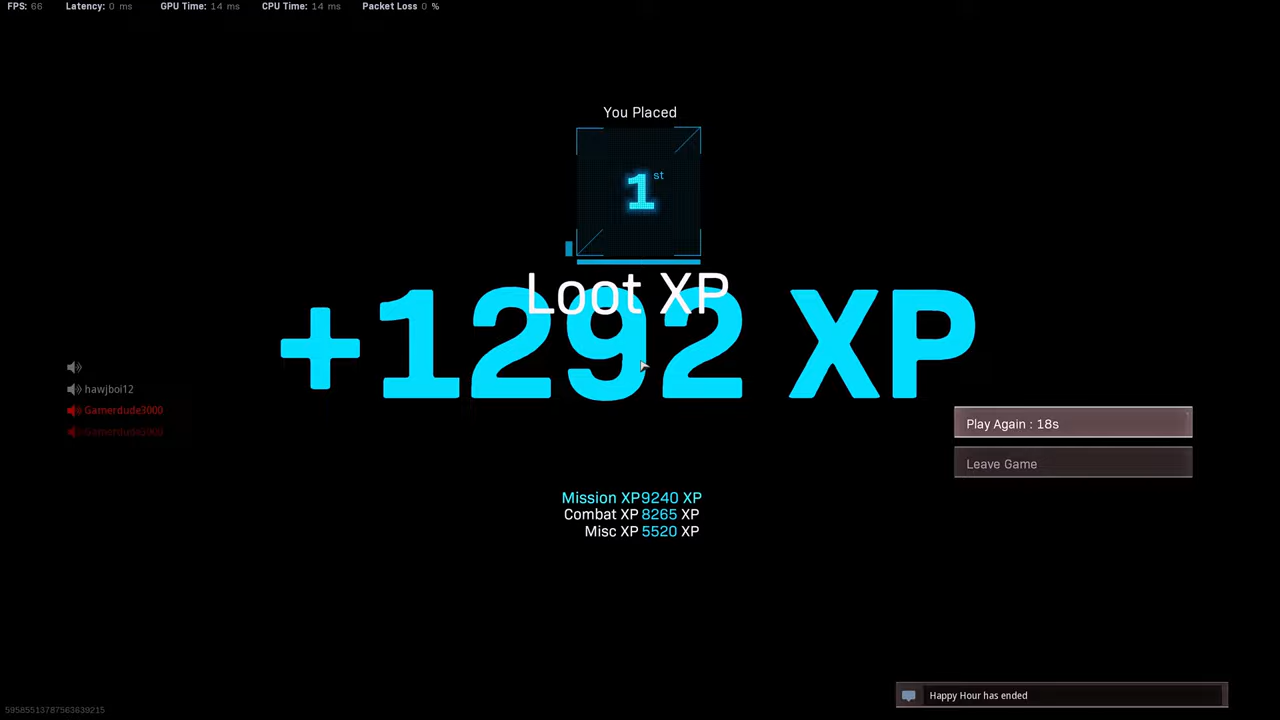 FPS: 66 Latency: 0 ms GPU Time: 14 ms CPU Time: 14 ms Packet Loss 0 %
You Placed
1st
Loot XP
+1292 XP
hawjboi12
Gamerdude3000
Play Again : 18s
Leave Game
Mission XP 9240 XP
Combat XP 8265 XP
Misc XP 5520 XP
Happy Hour has ended